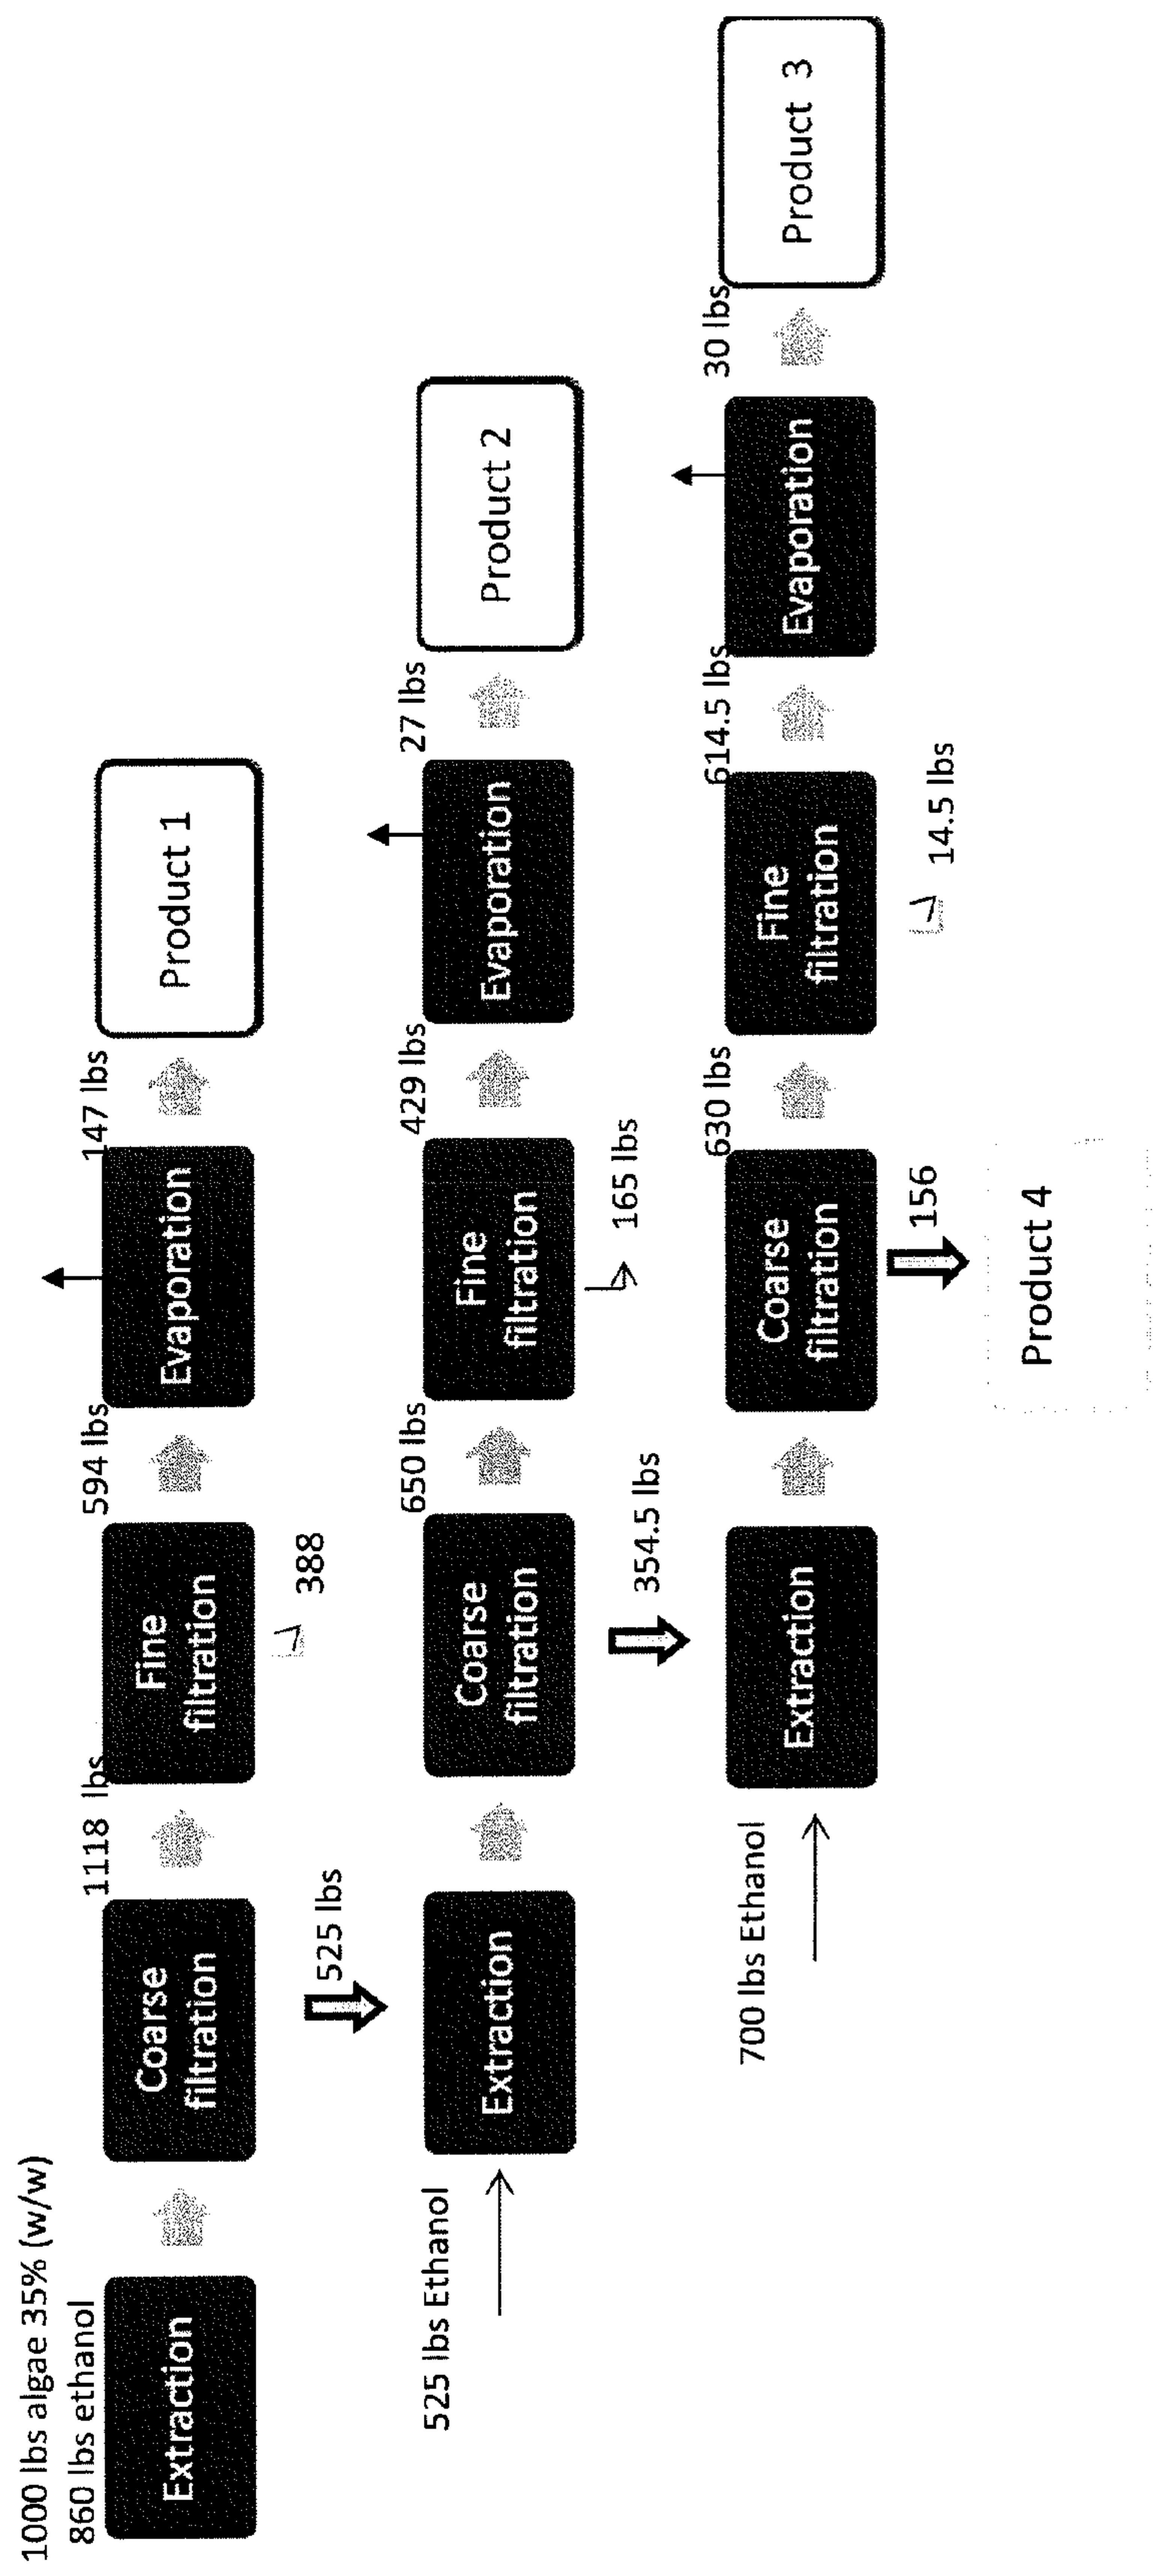 1000 lbs algae 35% (w/w)
860 lbs ethanol
Extraction
Coarse
filtration
1118 lbs
Fine
filtration
594 lbs
Evaporation
147 lbs
Product 1
388
525 lbs
525 lbs Ethanol
Extraction
Coarse
filtration
650 lbs
Fine
filtration
429 lbs
Evaporation
27 lbs
Product 2
165 lbs
354.5 lbs
700 lbs Ethanol
Extraction
Coarse
filtration
630 lbs
Fine
filtration
614.5 lbs
Evaporation
30 lbs
Product 3
14.5 lbs
156
Product 4